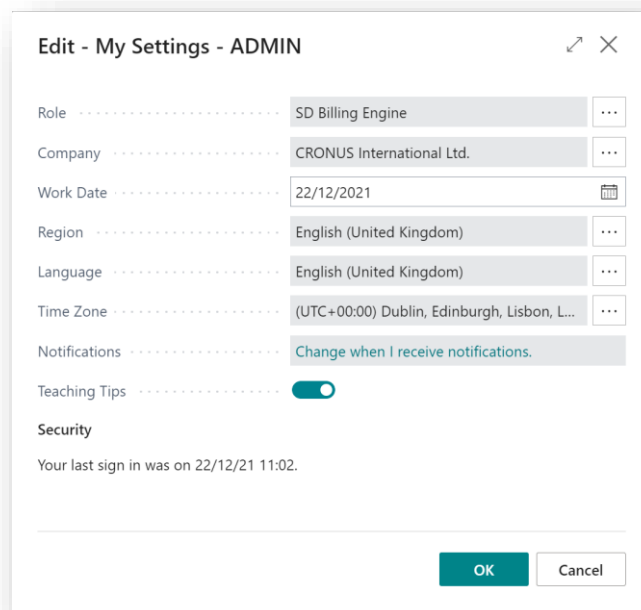 Edit - My Settings - ADMIN
Role SD Billing Engine ...
Company CRONUS International Ltd. ...
Work Date 22/12/2021
Region English (United Kingdom) ...
Language English (United Kingdom) ...
Time Zone (UTC+00:00) Dublin, Edinburgh, Lisbon, L... ...
Notifications Change when I receive notifications.
Teaching Tips
Security
Your last sign in was on 22/12/21 11:02.
OK Cancel